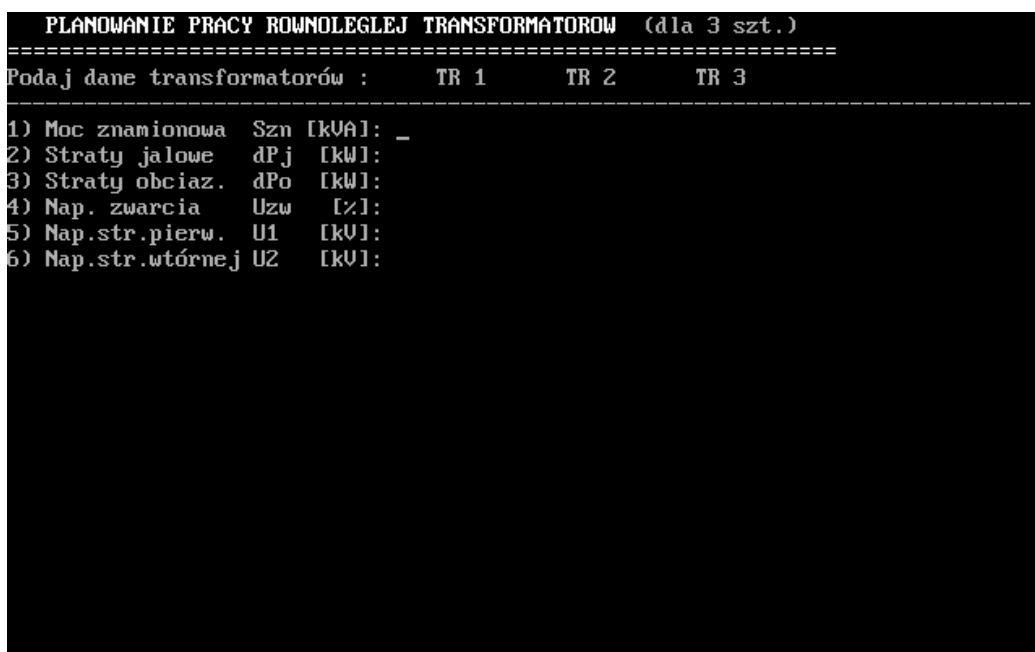 PLANOWANIE PRACY ROWNOLEGLEJ TRANSFORMATOROW (dla 3 szt.)
================================================================
Podaj dane transformatorów : TR 1 TR 2 TR 3
--------------------------------------------------------------------------------
1) Moc znamionowa Szn [kVA]: _
2) Straty jalowe dPj [kW]:
3) Straty obciaz. dPo [kW]:
4) Nap. zwarcia Uzw [%]:
5) Nap.str.pierw. U1 [kV]:
6) Nap.str.wtórnej U2 [kV]: